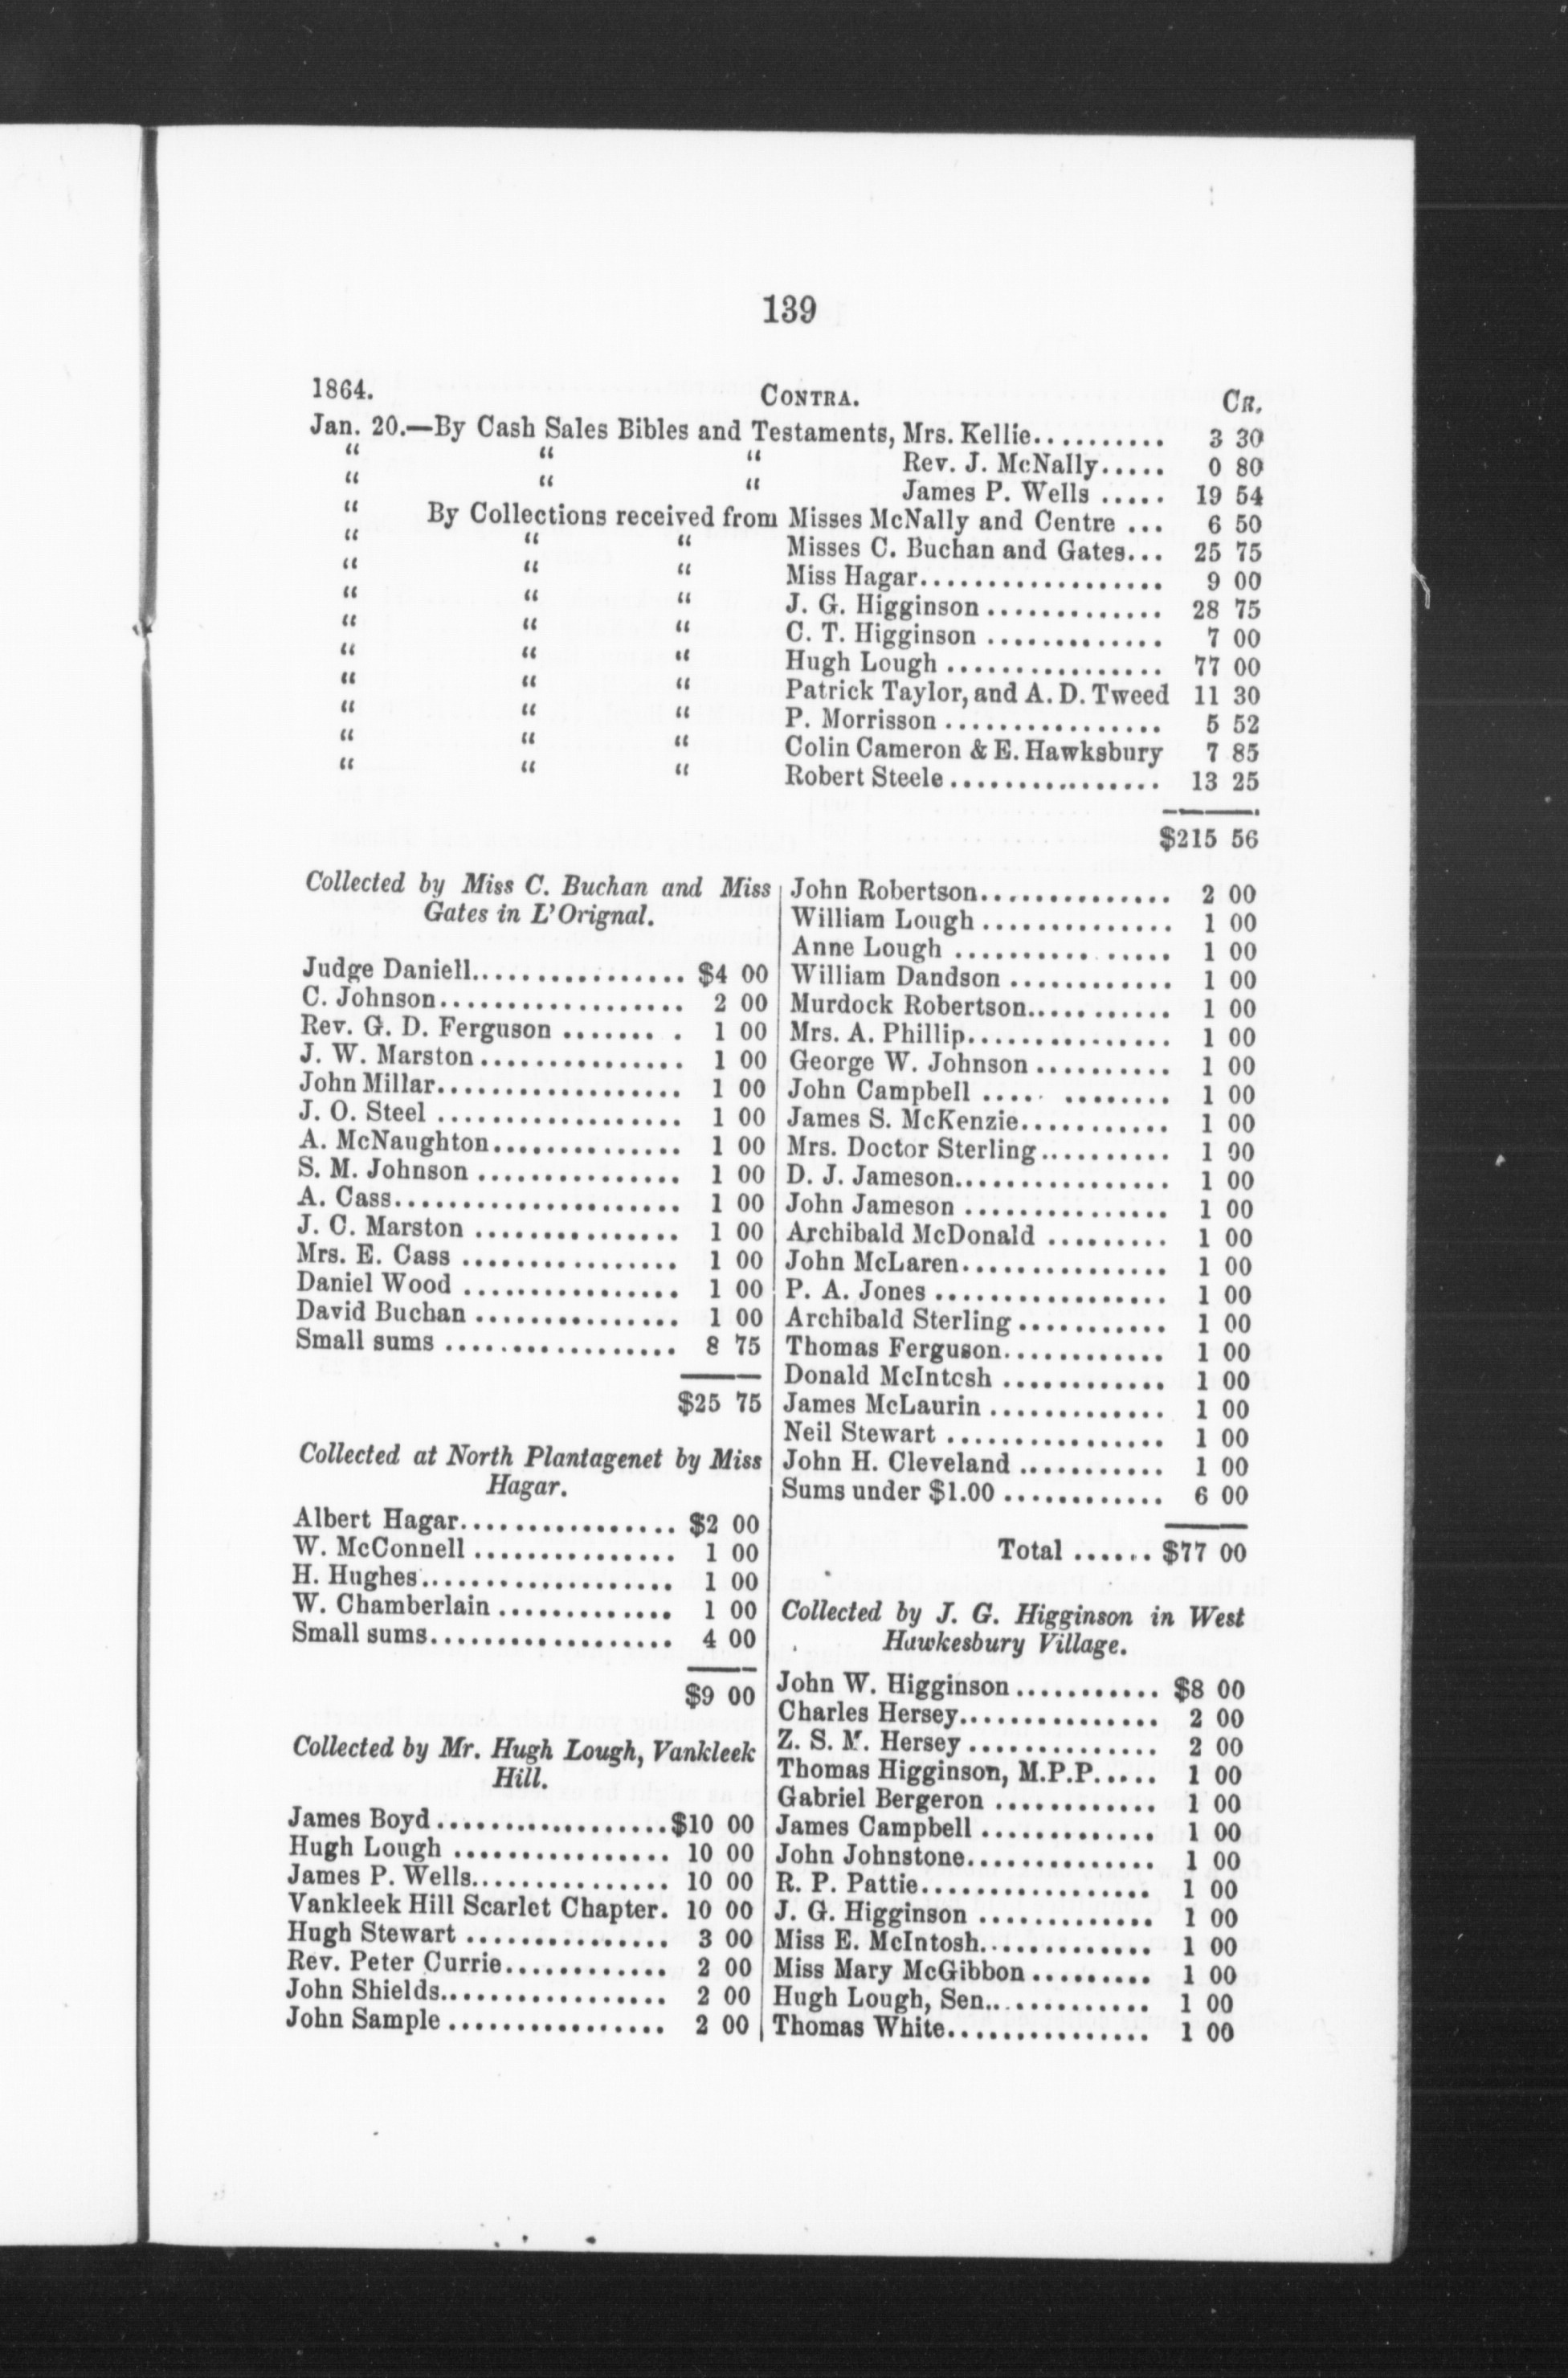 139
1864. CONTRA. CR.
Jan. 20.—By Cash Sales Bibles and Testaments, Mrs. Kellie.......... 3 30
" " " Rev. J. McNally..... 0 80
" " " James P. Wells ..... 19 54
" By Collections received from Misses McNally and Centre ... 6 50
" " " Misses C. Buchan and Gates... 25 75
" " " Miss Hagar.................. 9 00
" " " J. G. Higginson ............. 28 75
" " " C. T. Higginson ............. 7 00
" " " Hugh Lough ................ 77 00
" " " Patrick Taylor, and A. D. Tweed 11 30
" " " P. Morrisson ................ 5 52
" " " Colin Cameron & E. Hawksbury 7 85
" " " Robert Steele ................ 13 25
$215 56
Collected by Miss C. Buchan and Miss
Gates in L'Orignal.
Judge Daniell................ $4 00
C. Johnson.................. 2 00
Rev. G. D. Ferguson ....... . 1 00
J. W. Marston ............... 1 00
John Millar.................. 1 00
J. O. Steel .................. 1 00
A. McNaughton.............. 1 00
S. M. Johnson ............... 1 00
A. Cass..................... 1 00
J. C. Marston ............... 1 00
Mrs. E. Cass ................ 1 00
Daniel Wood ................ 1 00
David Buchan ............... 1 00
Small sums .................. 8 75
$25 75
Collected at North Plantagenet by Miss
Hagar.
Albert Hagar................ $2 00
W. McConnell ............... 1 00
H. Hughes................... 1 00
W. Chamberlain ............. 1 00
Small sums.................. 4 00
$9 00
Collected by Mr. Hugh Lough, Vankleek
Hill.
James Boyd .................$10 00
Hugh Lough ................ 10 00
James P. Wells............... 10 00
Vankleek Hill Scarlet Chapter. 10 00
Hugh Stewart ............... 3 00
Rev. Peter Currie............ 2 00
John Shields................. 2 00
John Sample ................ 2 00
John Robertson.............. 2 00
William Lough .............. 1 00
Anne Lough .......... ..... 1 00
William Dandson ............ 1 00
Murdock Robertson........... 1 00
Mrs. A. Phillip............... 1 00
George W. Johnson .......... 1 00
John Campbell ..... ........ 1 00
James S. McKenzie........... 1 00
Mrs. Doctor Sterling.......... 1 00
D. J. Jameson................ 1 00
John Jameson ............... 1 00
Archibald McDonald ......... 1 00
John McLaren............... 1 00
P. A. Jones ................. 1 00
Archibald Sterling ........... 1 00
Thomas Ferguson............ 1 00
Donald McIntcsh ............ 1 00
James McLaurin ............. 1 00
Neil Stewart ................ 1 00
John H. Cleveland ........... 1 00
Sums under $1.00 ............ 6 00
Total ...... $77 00
Collected by J. G. Higginson in West
Hawkesbury Village.
John W. Higginson ........... $8 00
Charles Hersey............... 2 00
Z. S. M. Hersey .............. 2 00
Thomas Higginson, M.P.P..... 1 00
Gabriel Bergeron ............ 1 00
James Campbell ............. 1 00
John Johnstone.............. 1 00
R. P. Pattie................. 1 00
J. G. Higginson ............. 1 00
Miss E. McIntosh............. 1 00
Miss Mary McGibbon ......... 1 00
Hugh Lough, Sen............. 1 00
Thomas White............... 1 00